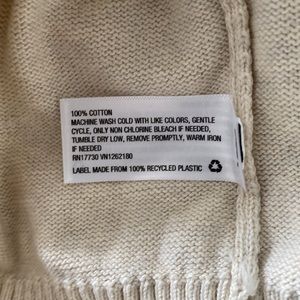 100% COTTON
MACHINE WASH COLD WITH LIKE COLORS, GENTLE
CYCLE, ONLY NON CHLORINE BLEACH IF NEEDED,
TUMBLE DRY LOW, REMOVE PROMPTLY, WARM IRON
IF NEEDED
RN17730 VN1262180
LABEL MADE FROM 100% RECYCLED PLASTIC